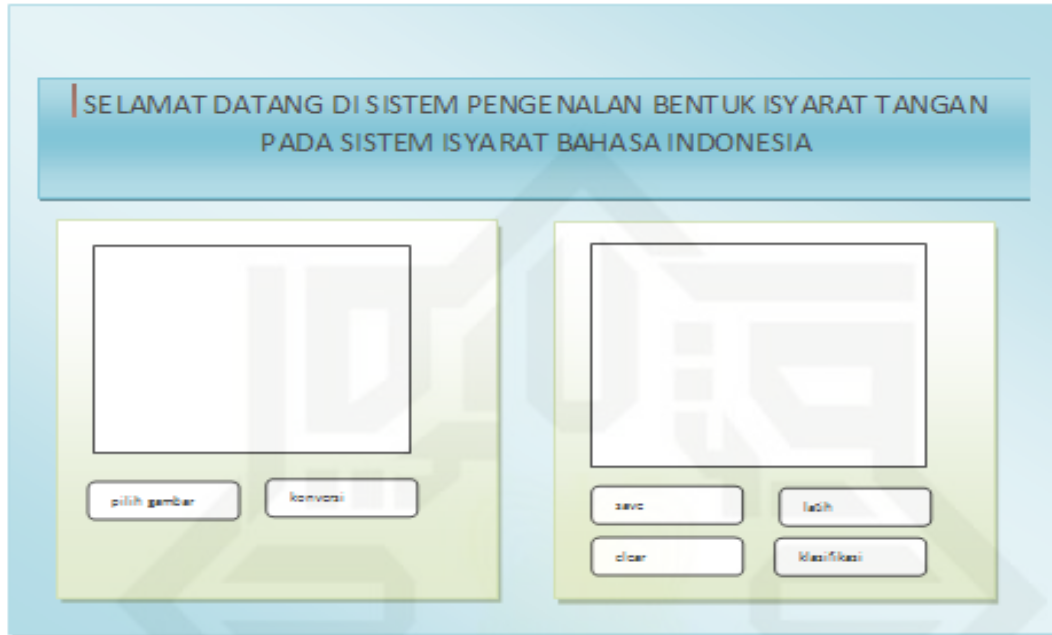 SELAMAT DATANG DI SISTEM PENGENALAN BENTUK ISYARAT TANGAN
PADA SISTEM ISYARAT BAHASA INDONESIA
pilih gambar
konversi
save
latih
clear
klasifikasi